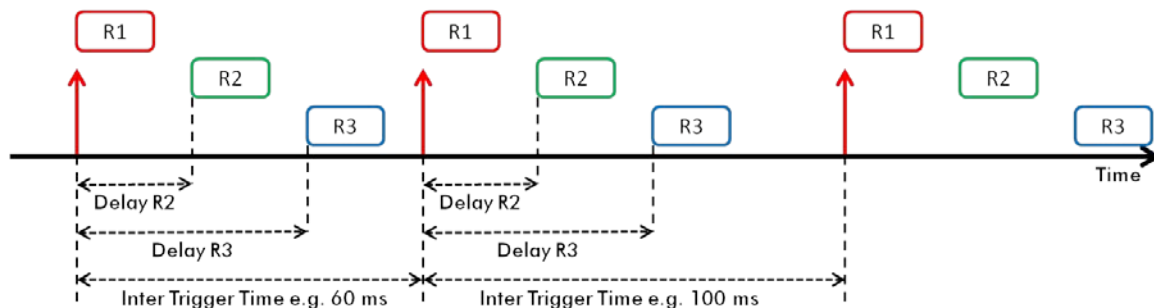 R1
R1
R1
R2
R2
R2
R3
R3
R3
Time
Delay R2
Delay R2
Delay R3
Delay R3
Inter Trigger Time e.g. 60 ms
Inter Trigger Time e.g. 100 ms